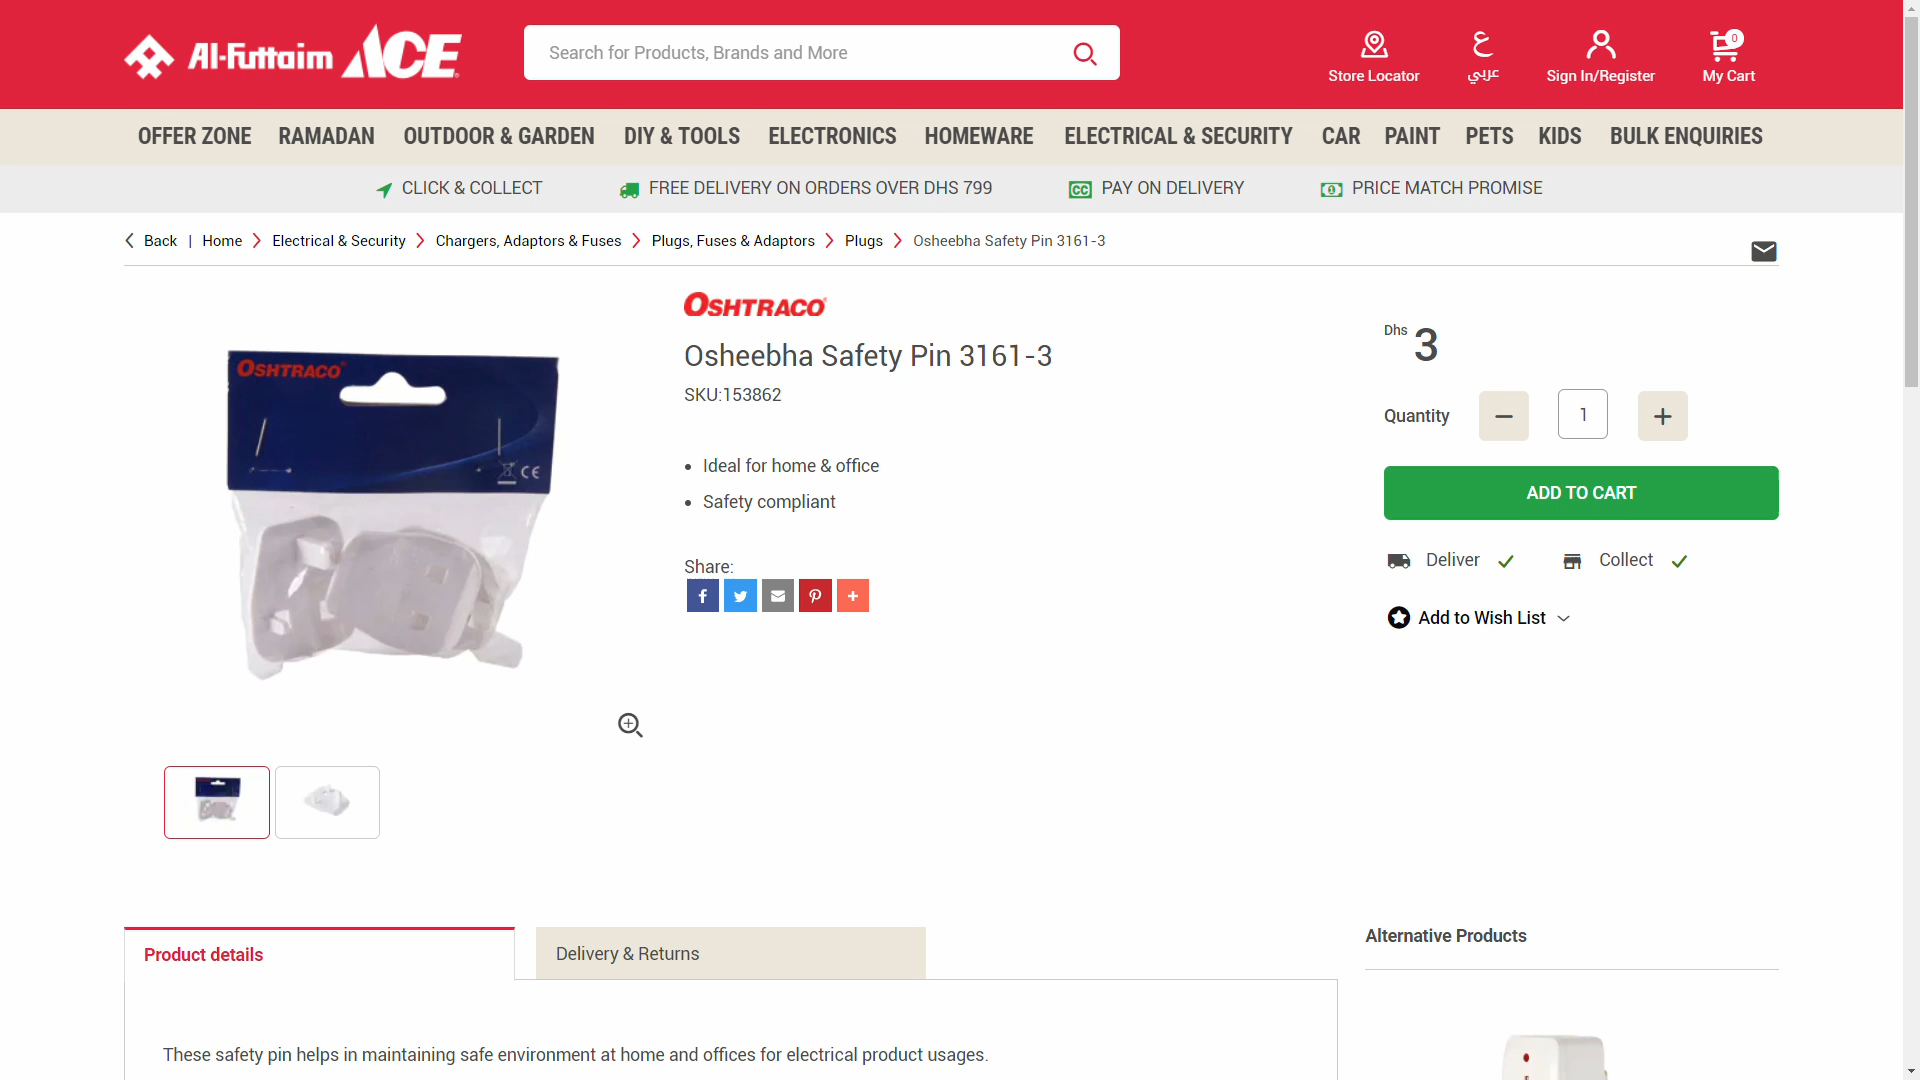 Al-Futtaim ACE
Search for Products, Brands and More
Store Locator
ع
عربي
Sign In/Register
0
My Cart
OFFER ZONE RAMADAN OUTDOOR & GARDEN DIY & TOOLS ELECTRONICS HOMEWARE ELECTRICAL & SECURITY CAR PAINT PETS KIDS BULK ENQUIRIES
CLICK & COLLECT FREE DELIVERY ON ORDERS OVER DHS 799 CC PAY ON DELIVERY PRICE MATCH PROMISE
Back | Home Electrical & Security Chargers, Adaptors & Fuses Plugs, Fuses & Adaptors Plugs Osheebha Safety Pin 3161-3
OSHTRACO
CE
OSHTRACO
Osheebha Safety Pin 3161-3
SKU:153862
• Ideal for home & office
• Safety compliant
Share:
Dhs 3
Quantity − 1 +
ADD TO CART
Deliver Collect
Add to Wish List
Product details
Delivery & Returns
Alternative Products
These safety pin helps in maintaining safe environment at home and offices for electrical product usages.